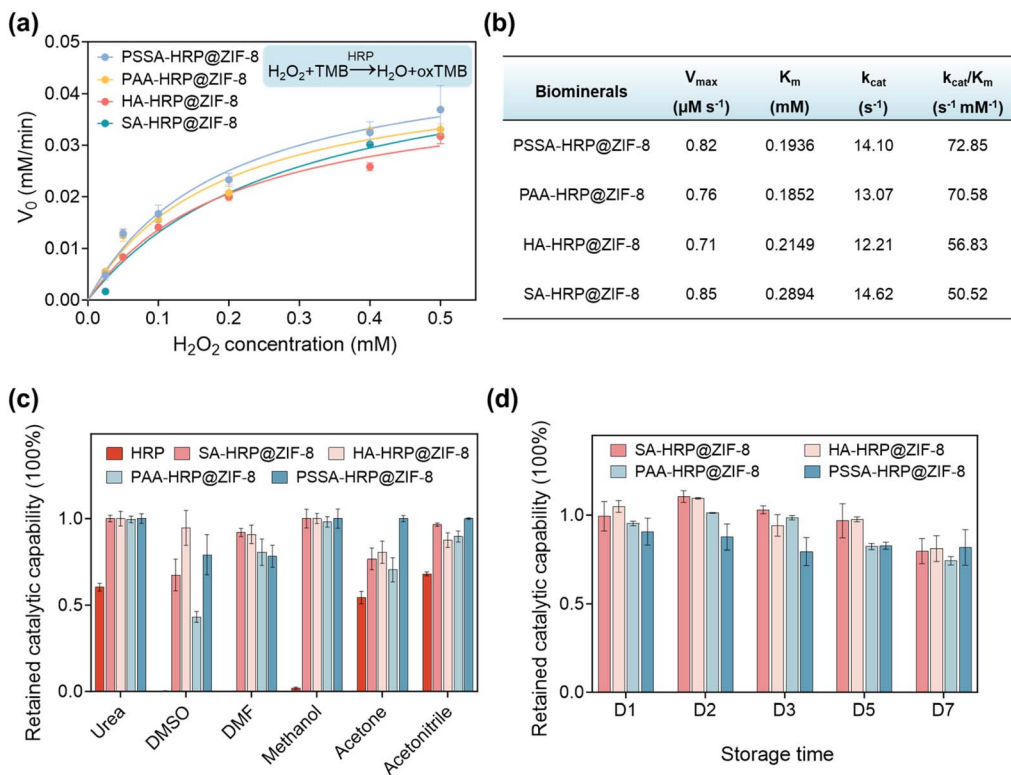 (a)
0.05
0.04
0.03
0.02
0.01
0.00
V₀ (mM/min)
PSSA-HRP@ZIF-8
PAA-HRP@ZIF-8
HA-HRP@ZIF-8
SA-HRP@ZIF-8
HRP
H₂O₂+TMB→H₂O+oxTMB
0.0 0.1 0.2 0.3 0.4 0.5
H₂O₂ concentration (mM)
(b)
Biominerals Vmax (µM s⁻¹) Km (mM) kcat (s⁻¹) kcat/Km (s⁻¹ mM⁻¹)
PSSA-HRP@ZIF-8 0.82 0.1936 14.10 72.85
PAA-HRP@ZIF-8 0.76 0.1852 13.07 70.58
HA-HRP@ZIF-8 0.71 0.2149 12.21 56.83
SA-HRP@ZIF-8 0.85 0.2894 14.62 50.52
(c)
Retained catalytic capability (100%)
HRP SA-HRP@ZIF-8 HA-HRP@ZIF-8
PAA-HRP@ZIF-8 PSSA-HRP@ZIF-8
1.0
0.5
0.0
Urea DMSO DMF Methanol Acetone Acetonitrile
(d)
Retained catalytic capability (100%)
SA-HRP@ZIF-8 HA-HRP@ZIF-8
PAA-HRP@ZIF-8 PSSA-HRP@ZIF-8
1.0
0.5
0.0
D1 D2 D3 D5 D7
Storage time